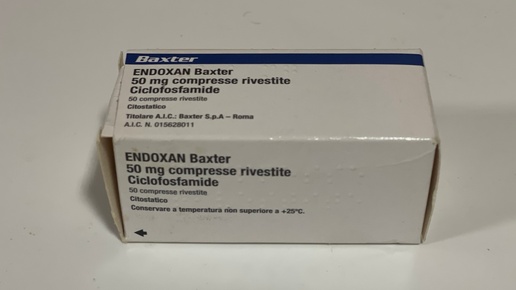 Baxter
ENDOXAN Baxter
50 mg compresse rivestite
Ciclofosfamide
50 compresse rivestite
Citostatico
Titolare A.I.C.: Baxter S.p.A – Roma
A.I.C. N. 015628011
ENDOXAN Baxter
50 mg compresse rivestite
Ciclofosfamide
50 compresse rivestite
Citostatico
Conservare a temperatura non superiore a +25°C.